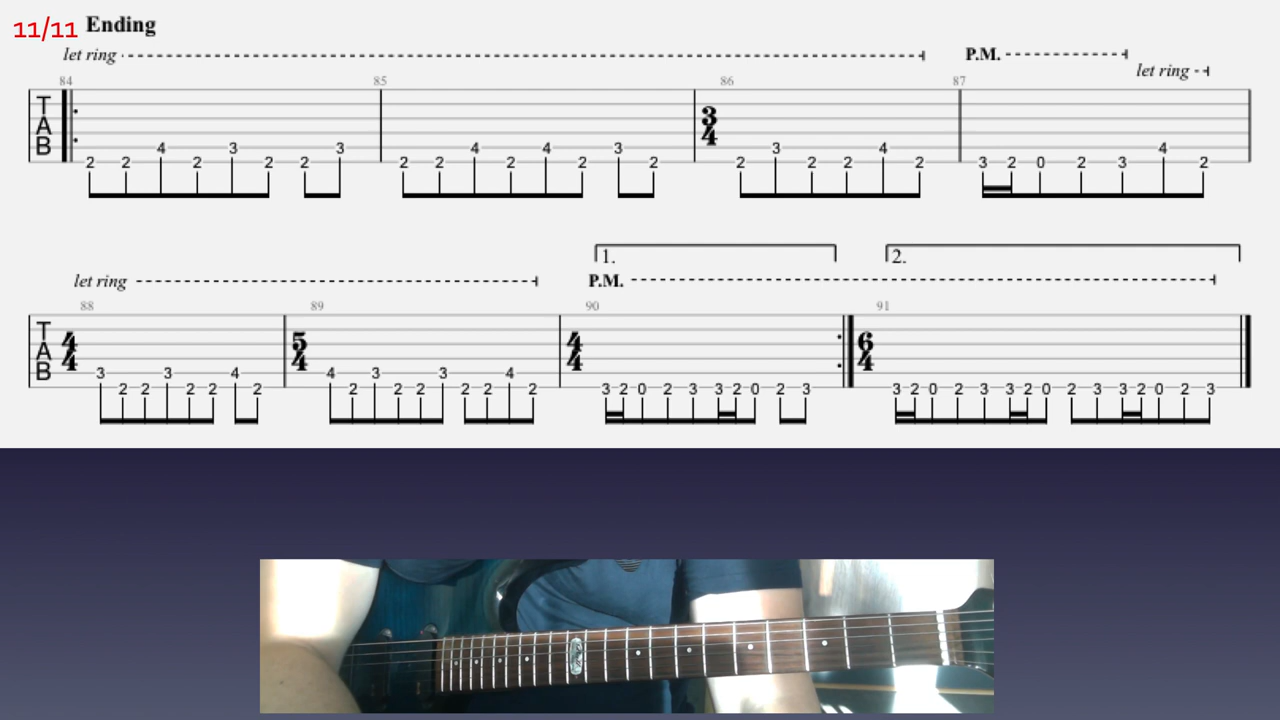 11/11 Ending
let ring
P.M.
let ring
84 85 86 87
T
A
B
3
4
4 3 3 4 4 3 3 4 4
2 2 2 2 2 2 2 2 2 2 2 2 2 2 2 3 2 0 2 3 2
1. 2.
let ring P.M.
88 89 90 91
T
A
B
4
4
5
4
4
4
6
4
3 3 4 4 3 3 4
2 2 2 2 2 2 2 2 2 2 2 3 2 0 2 3 3 2 0 2 3 3 2 0 2 3 3 2 0 2 3 3 2 0 2 3